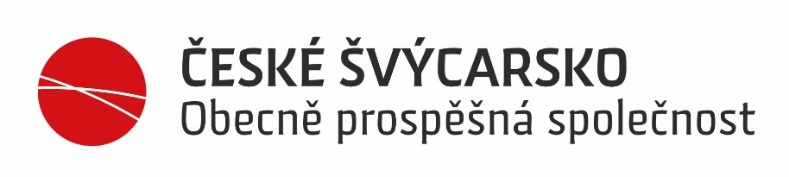 ČESKÉ ŠVÝCARSKO
Obecně prospěšná společnost